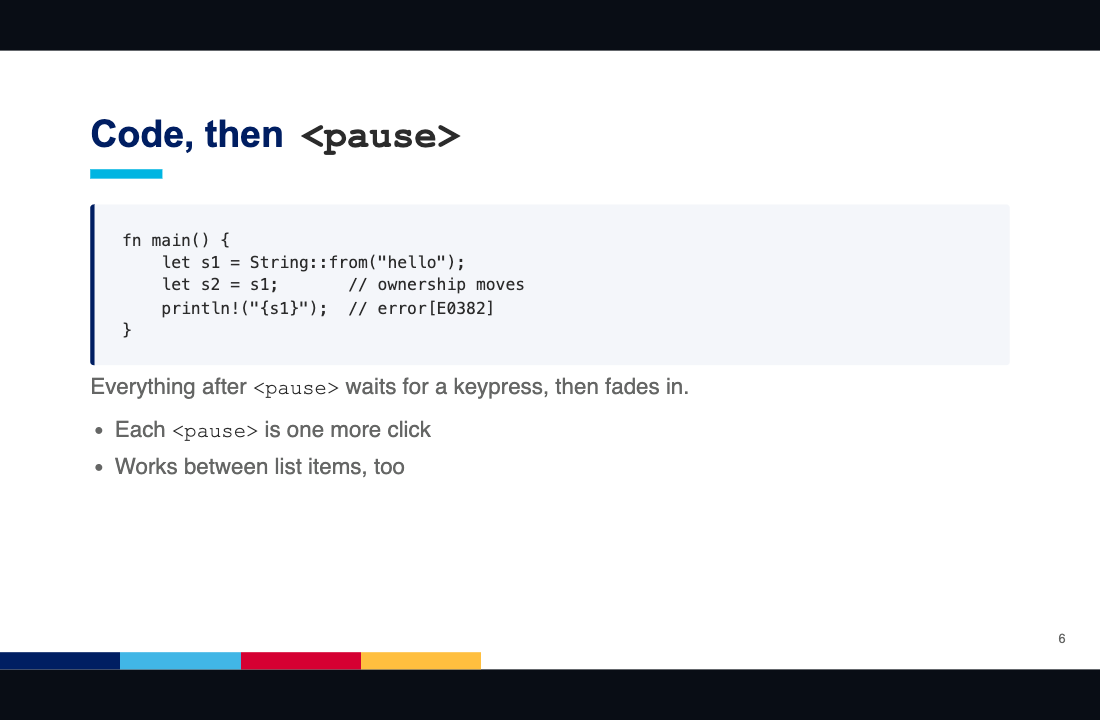 Code, then <pause>
fn main() {
    let s1 = String::from("hello");
    let s2 = s1;       // ownership moves
    println!("{s1}");  // error[E0382]
}
Everything after <pause> waits for a keypress, then fades in.
• Each <pause> is one more click
• Works between list items, too
6